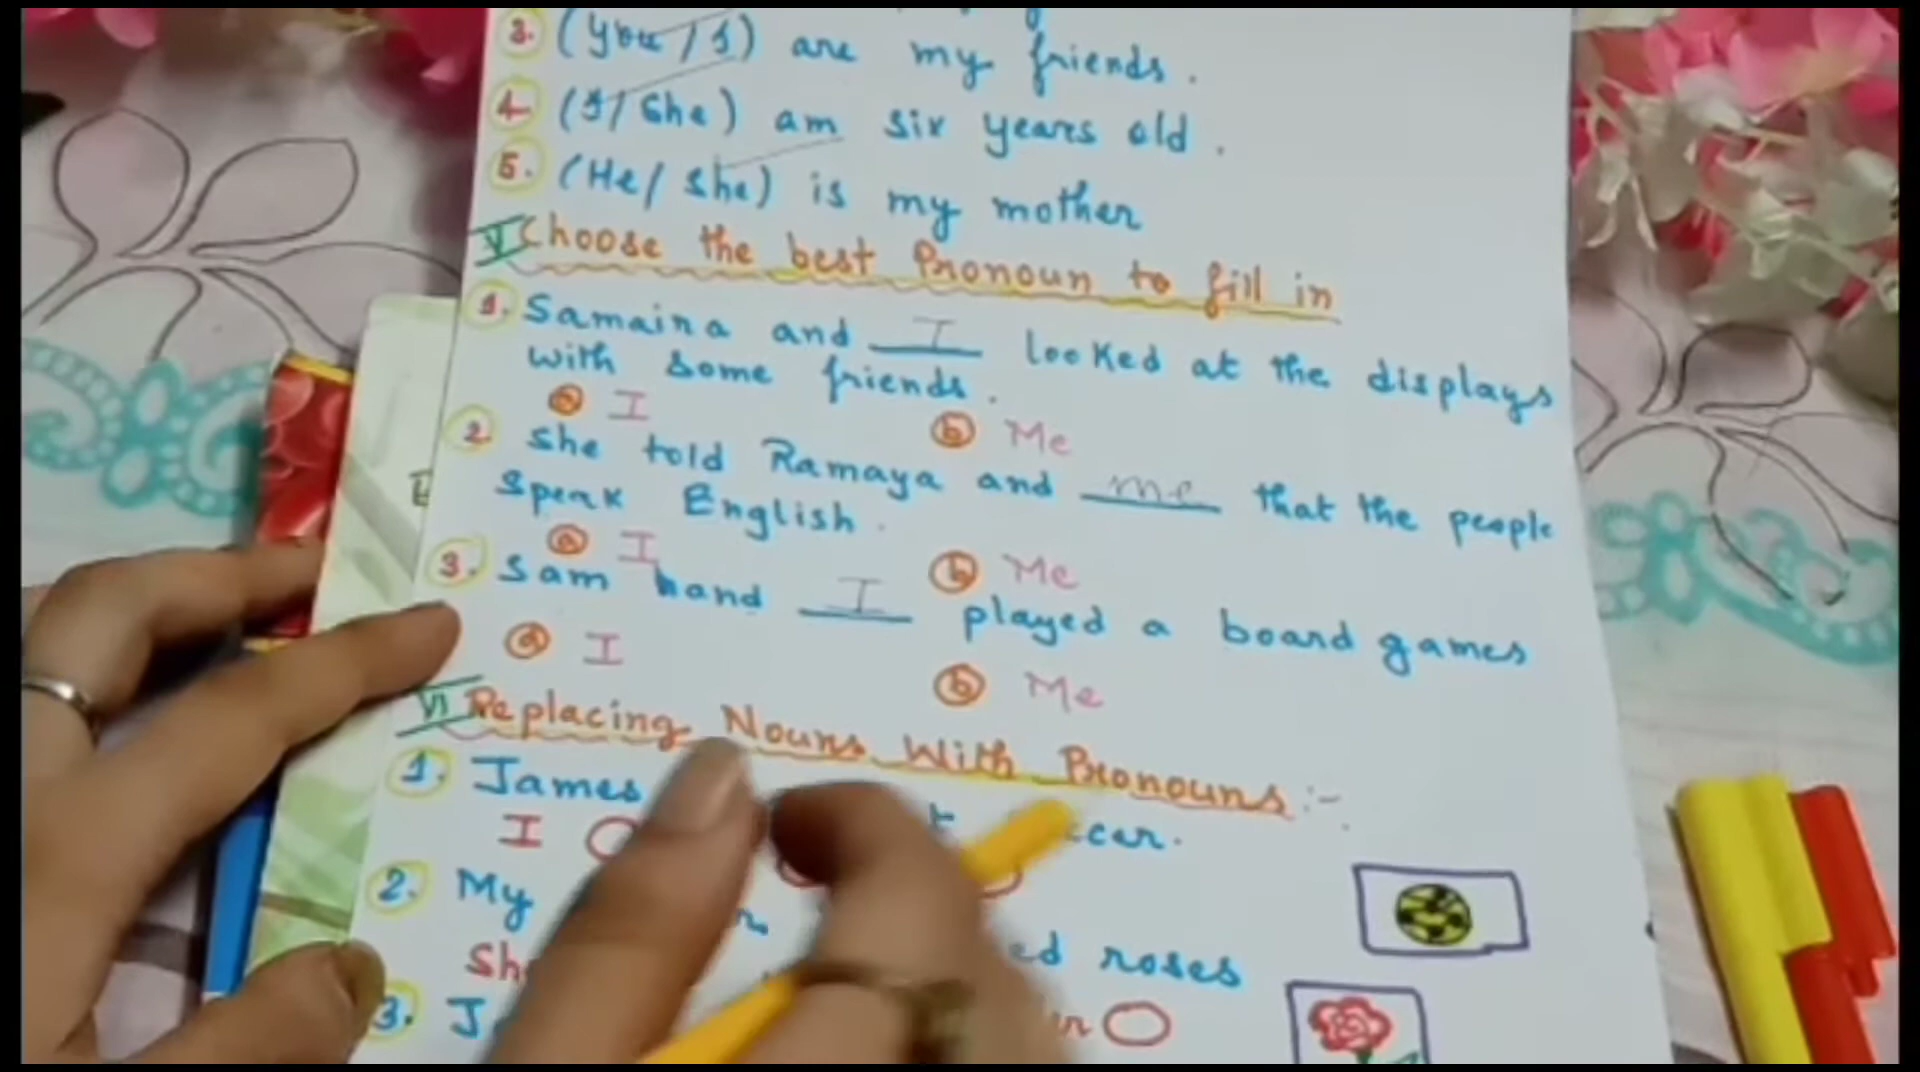 3. (You/I) are my friends.
4. (I/She) am six years old.
5. (He/She) is my mother
V Choose the best Pronoun to fill in
1. Samaira and I looked at the displays
with some friends.
a I b Me
2 She told Ramaya and me that the people
speak English.
a I b Me
3. Sam hand I played a board games
a I b Me
VI Replacing Nouns With Pronouns :-
1. James
I
2. My roses
3.